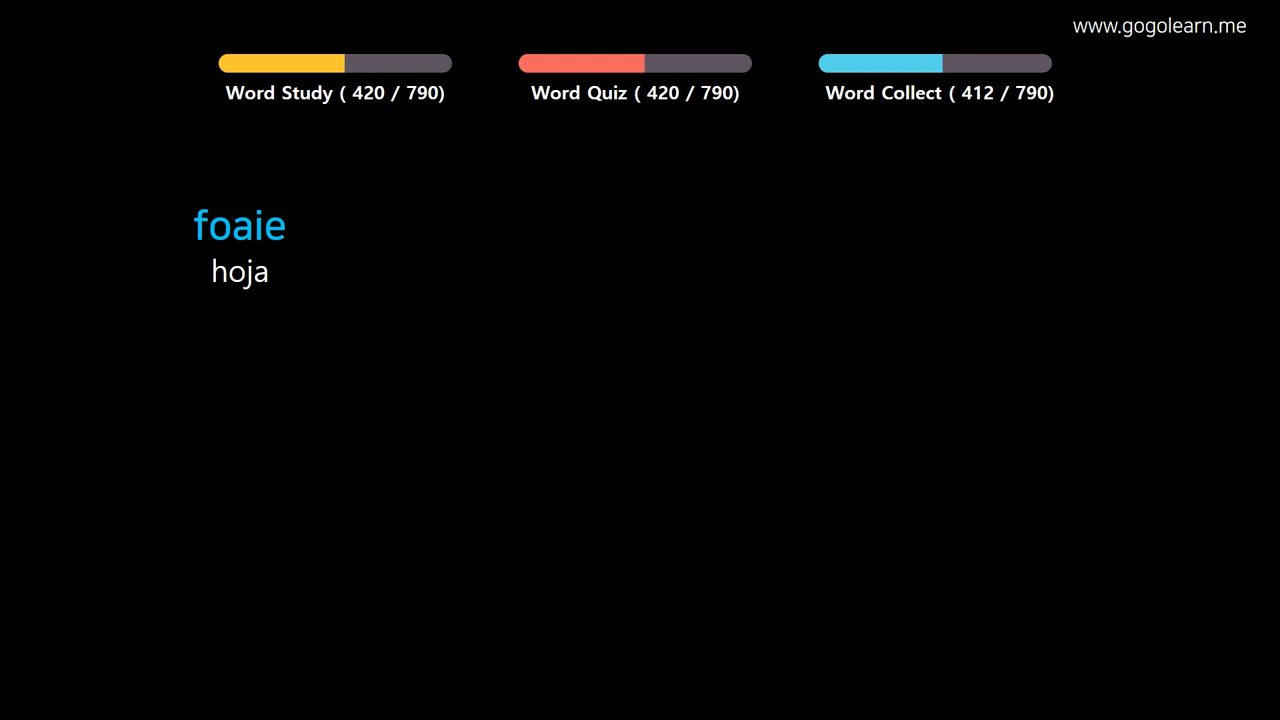 www.gogolearn.me
Word Study ( 420 / 790)
Word Quiz ( 420 / 790)
Word Collect ( 412 / 790)
foaie
hoja